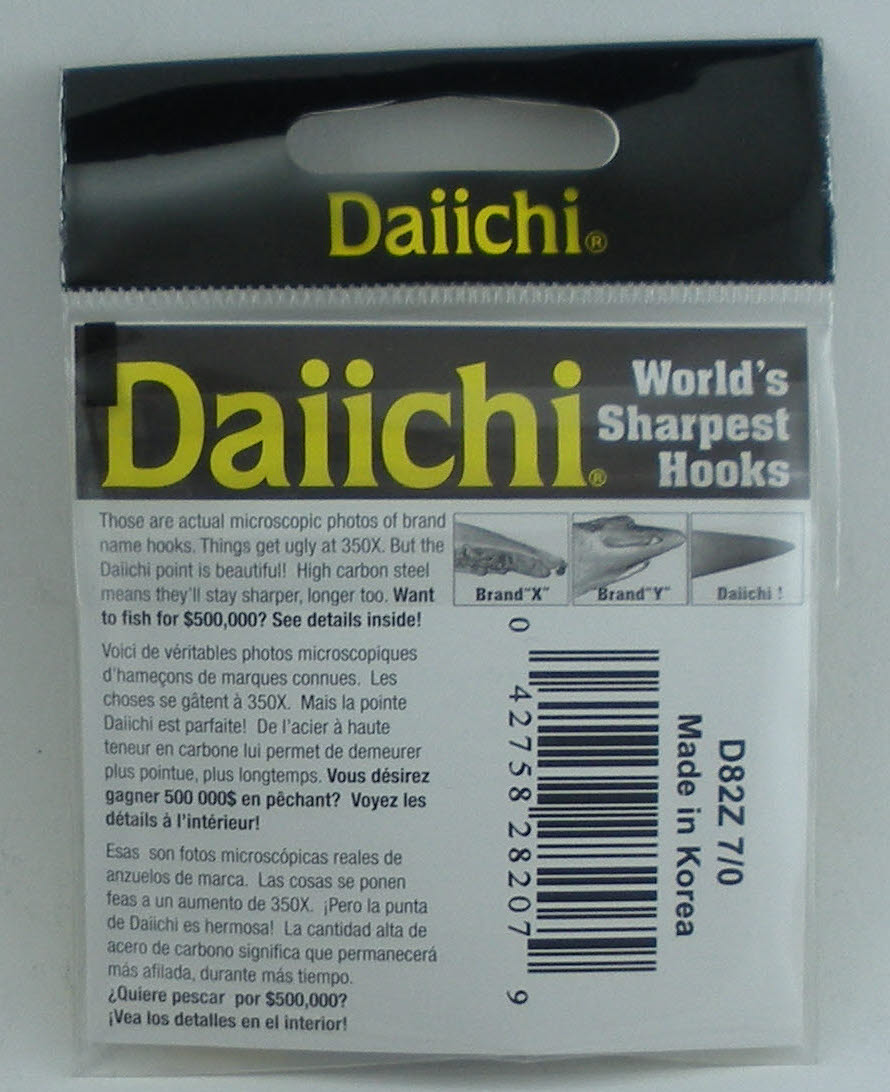 Daiichi®
Daiichi®
World's
Sharpest
Hooks
Those are actual microscopic photos of brand
name hooks. Things get ugly at 350X. But the
Daiichi point is beautiful! High carbon steel
means they'll stay sharper, longer too. Want
to fish for $500,000? See details inside!
Brand"X"
Brand"Y"
Daiichi !
Voici de véritables photos microscopiques
d'hameçons de marques connues. Les
choses se gâtent à 350X. Mais la pointe
Daiichi est parfaite! De l'acier à haute
teneur en carbone lui permet de demeurer
plus pointue, plus longtemps. Vous désirez
gagner 500 000$ en pêchant? Voyez les
détails à l'intérieur!
Esas son fotos microscópicas reales de
anzuelos de marca. Las cosas se ponen
feas a un aumento de 350X. ¡Pero la punta
de Daiichi es hermosa! La cantidad alta de
acero de carbono significa que permanecerá
más afilada, durante más tiempo.
¿Quiere pescar por $500,000?
¡Vea los detalles en el interior!
D82Z 7/0
Made in Korea
0 42758 28207 9